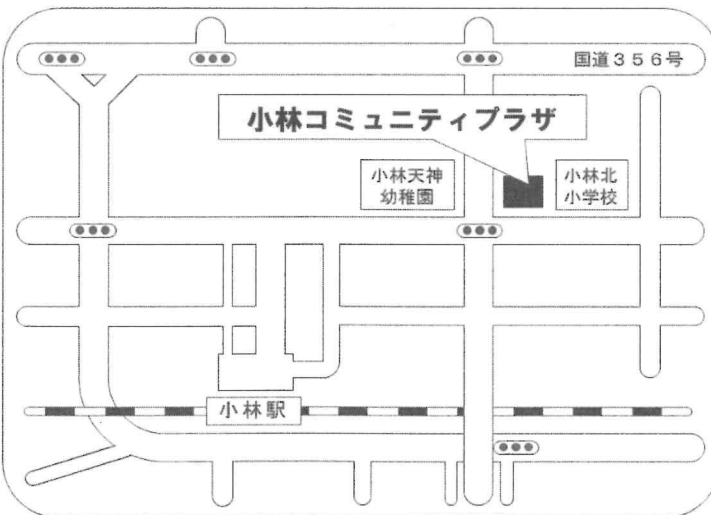 国道356号
小林コミュニティプラザ
小林天神
幼稚園
小林北
小学校
小林駅